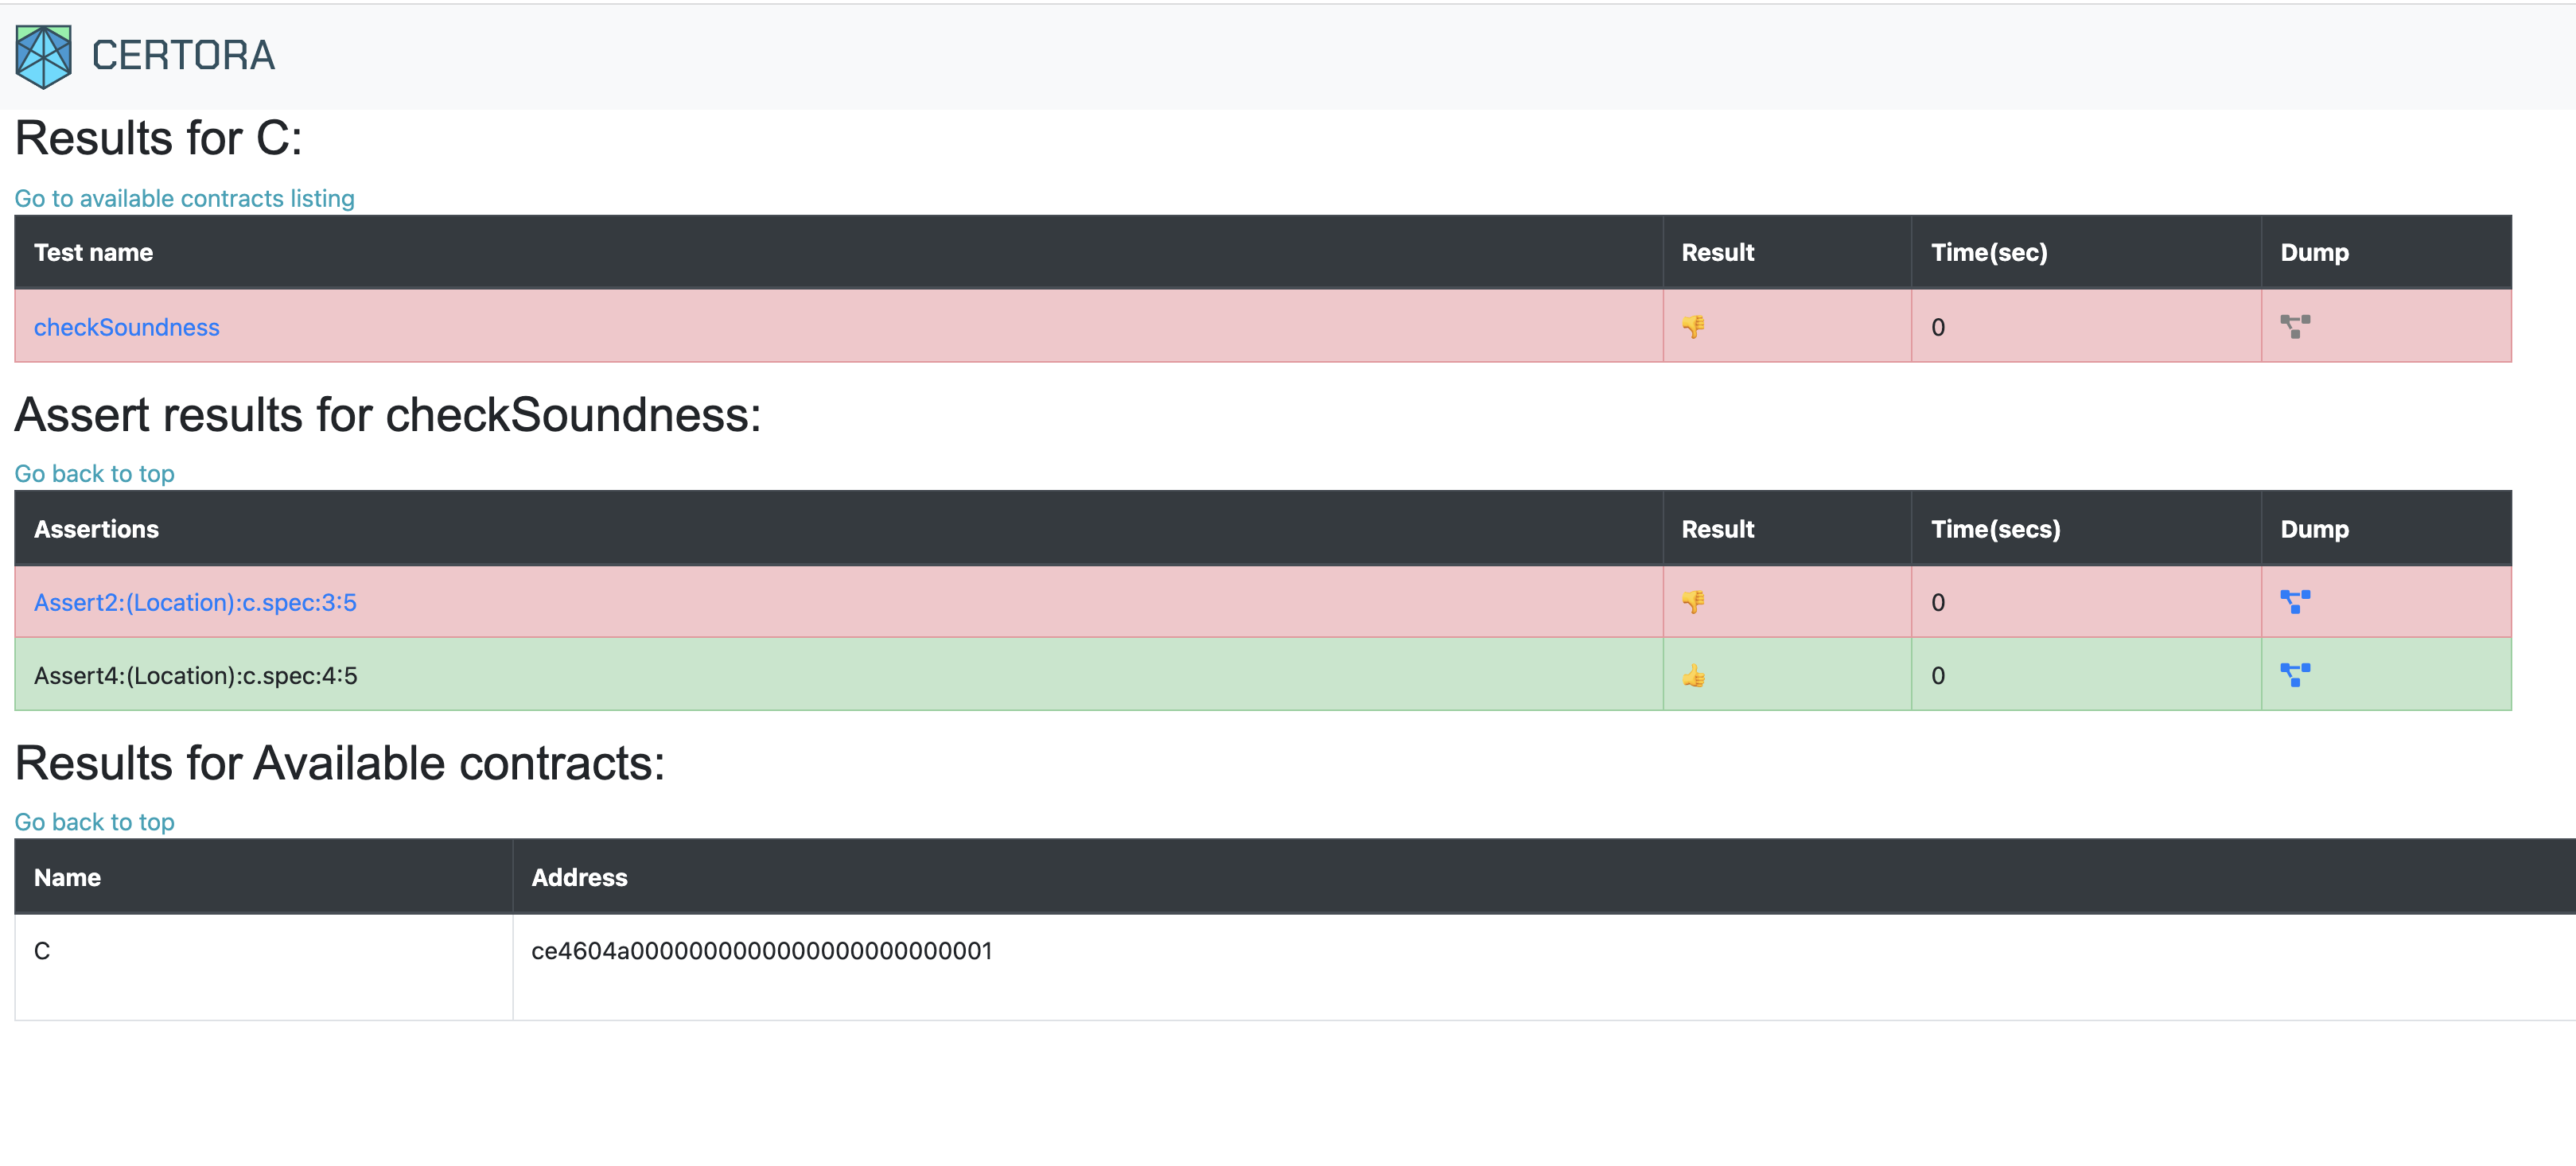 CERTORA
Results for C:
Go to available contracts listing
Test name Result Time(sec) Dump
checkSoundness 👎 0
Assert results for checkSoundness:
Go back to top
Assertions Result Time(secs) Dump
Assert2:(Location):c.spec:3:5 👎 0
Assert4:(Location):c.spec:4:5 👍 0
Results for Available contracts:
Go back to top
Name Address
C ce4604a0000000000000000000000001